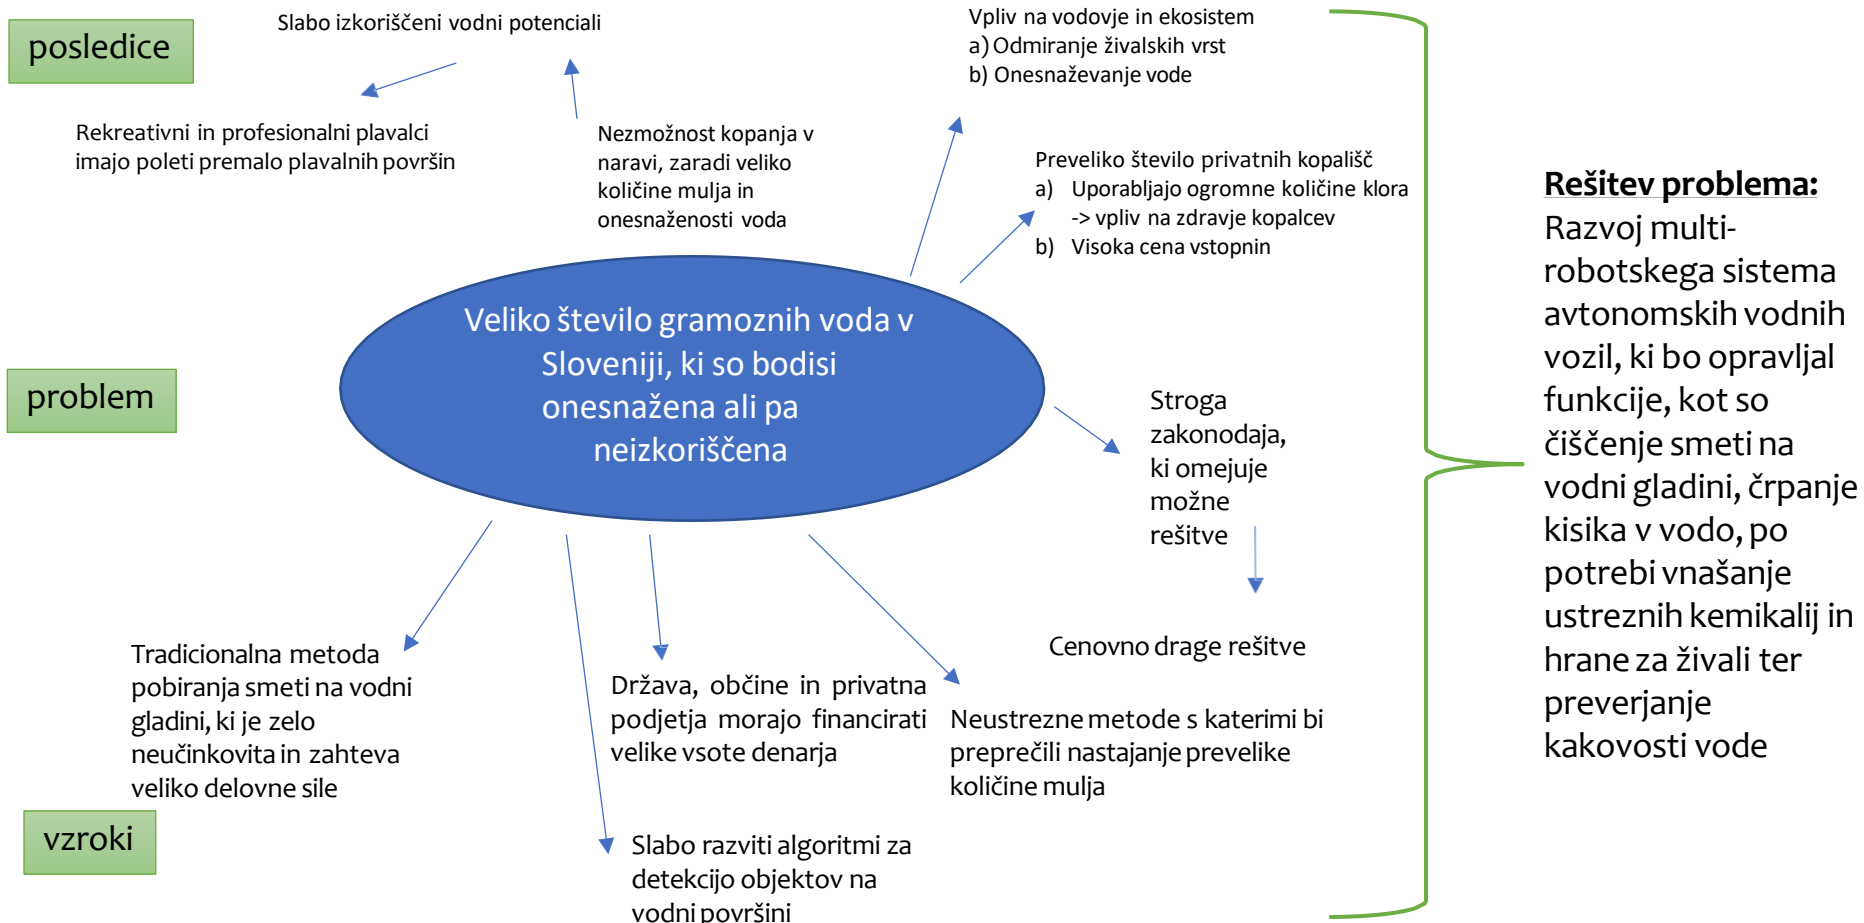 posledice
Slabo izkoriščeni vodni potenciali
Rekreativni in profesionalni plavalci
imajo poleti premalo plavalnih površin
Nezmožnost kopanja v
naravi, zaradi veliko
količine mulja in
onesnaženosti voda
Vpliv na vodovje in ekosistem
a) Odmiranje živalskih vrst
b) Onesnaževanje vode
Preveliko število privatnih kopališč
a) Uporabljajo ogromne količine klora
-> vpliv na zdravje kopalcev
b) Visoka cena vstopnin
problem
Veliko število gramoznih voda v
Sloveniji, ki so bodisi
onesnažena ali pa
neizkoriščena
Stroga
zakonodaja,
ki omejuje
možne
rešitve
Cenovno drage rešitve
vzroki
Tradicionalna metoda
pobiranja smeti na vodni
gladini, ki je zelo
neučinkovita in zahteva
veliko delovne sile
Država, občine in privatna
podjetja morajo financirati
velike vsote denarja
Neustrezne metode s katerimi bi
preprečili nastajanje prevelike
količine mulja
Slabo razviti algoritmi za
detekcijo objektov na
vodni površini
Rešitev problema:
Razvoj multi-
robotskega sistema
avtonomskih vodnih
vozil, ki bo opravljal
funkcije, kot so
čiščenje smeti na
vodni gladini, črpanje
kisika v vodo, po
potrebi vnašanje
ustreznih kemikalij in
hrane za živali ter
preverjanje
kakovosti vode